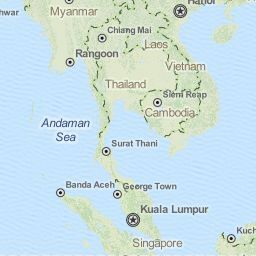 Hanoi
hwar
Myanmar
Chiang Mai
Laos
Rangoon
Vietnam
Thailand
Siem Reap
Cambodia
Andaman
Sea
Surat Thani
Banda Aceh
George Town
Kuala Lumpur
Kuch
Singapore